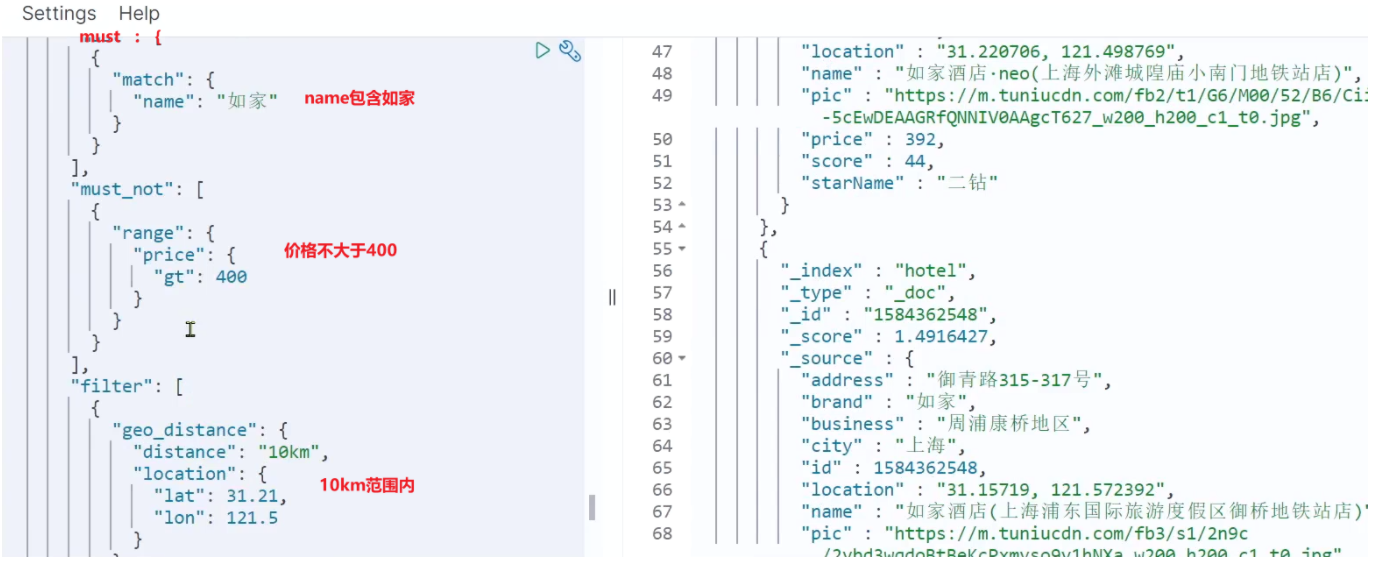 Settings Help
must : {
{
"match": {
"name": "如家" name包含如家
}
}
],
"must_not": [
{
"range": {
"price": { 价格不大于400
"gt": 400
}
}
}
],
"filter": [
{
"geo_distance": {
"distance": "10km",
"location": { 10km范围内
"lat": 31.21,
"lon": 121.5
}
47 "location" : "31.220706, 121.498769",
48 "name" : "如家酒店·neo(上海外滩城隍庙小南门地铁站店)",
49 "pic" : "https://m.tuniucdn.com/fb2/t1/G6/M00/52/B6/Cii
-5cEwDEAAGRfQNNIV0AAgcT627_w200_h200_c1_t0.jpg",
50 "price" : 392,
51 "score" : 44,
52 "starName" : "二钻"
53 }
54 },
55 {
56 "_index" : "hotel",
57 "_type" : "_doc",
58 "_id" : "1584362548",
59 "_score" : 1.4916427,
60 "_source" : {
61 "address" : "御青路315-317号",
62 "brand" : "如家",
63 "business" : "周浦康桥地区",
64 "city" : "上海",
65 "id" : 1584362548,
66 "location" : "31.15719, 121.572392",
67 "name" : "如家酒店(上海浦东国际旅游度假区御桥地铁站店)"
68 "pic" : "https://m.tuniucdn.com/fb3/s1/2n9c